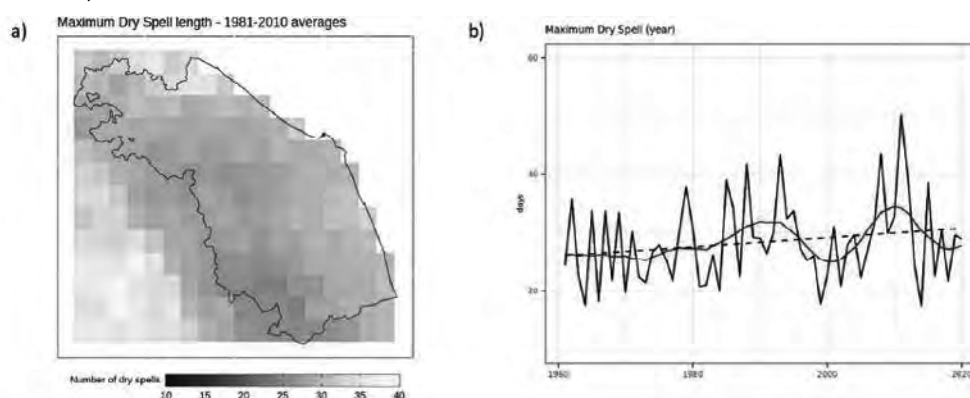 a)
Maximum Dry Spell length - 1981-2010 averages
Number of dry spells
10 15 20 25 30 35 40
b)
Maximum Dry Spell (year)
60
40
20
days
1960 1980 2000 2020